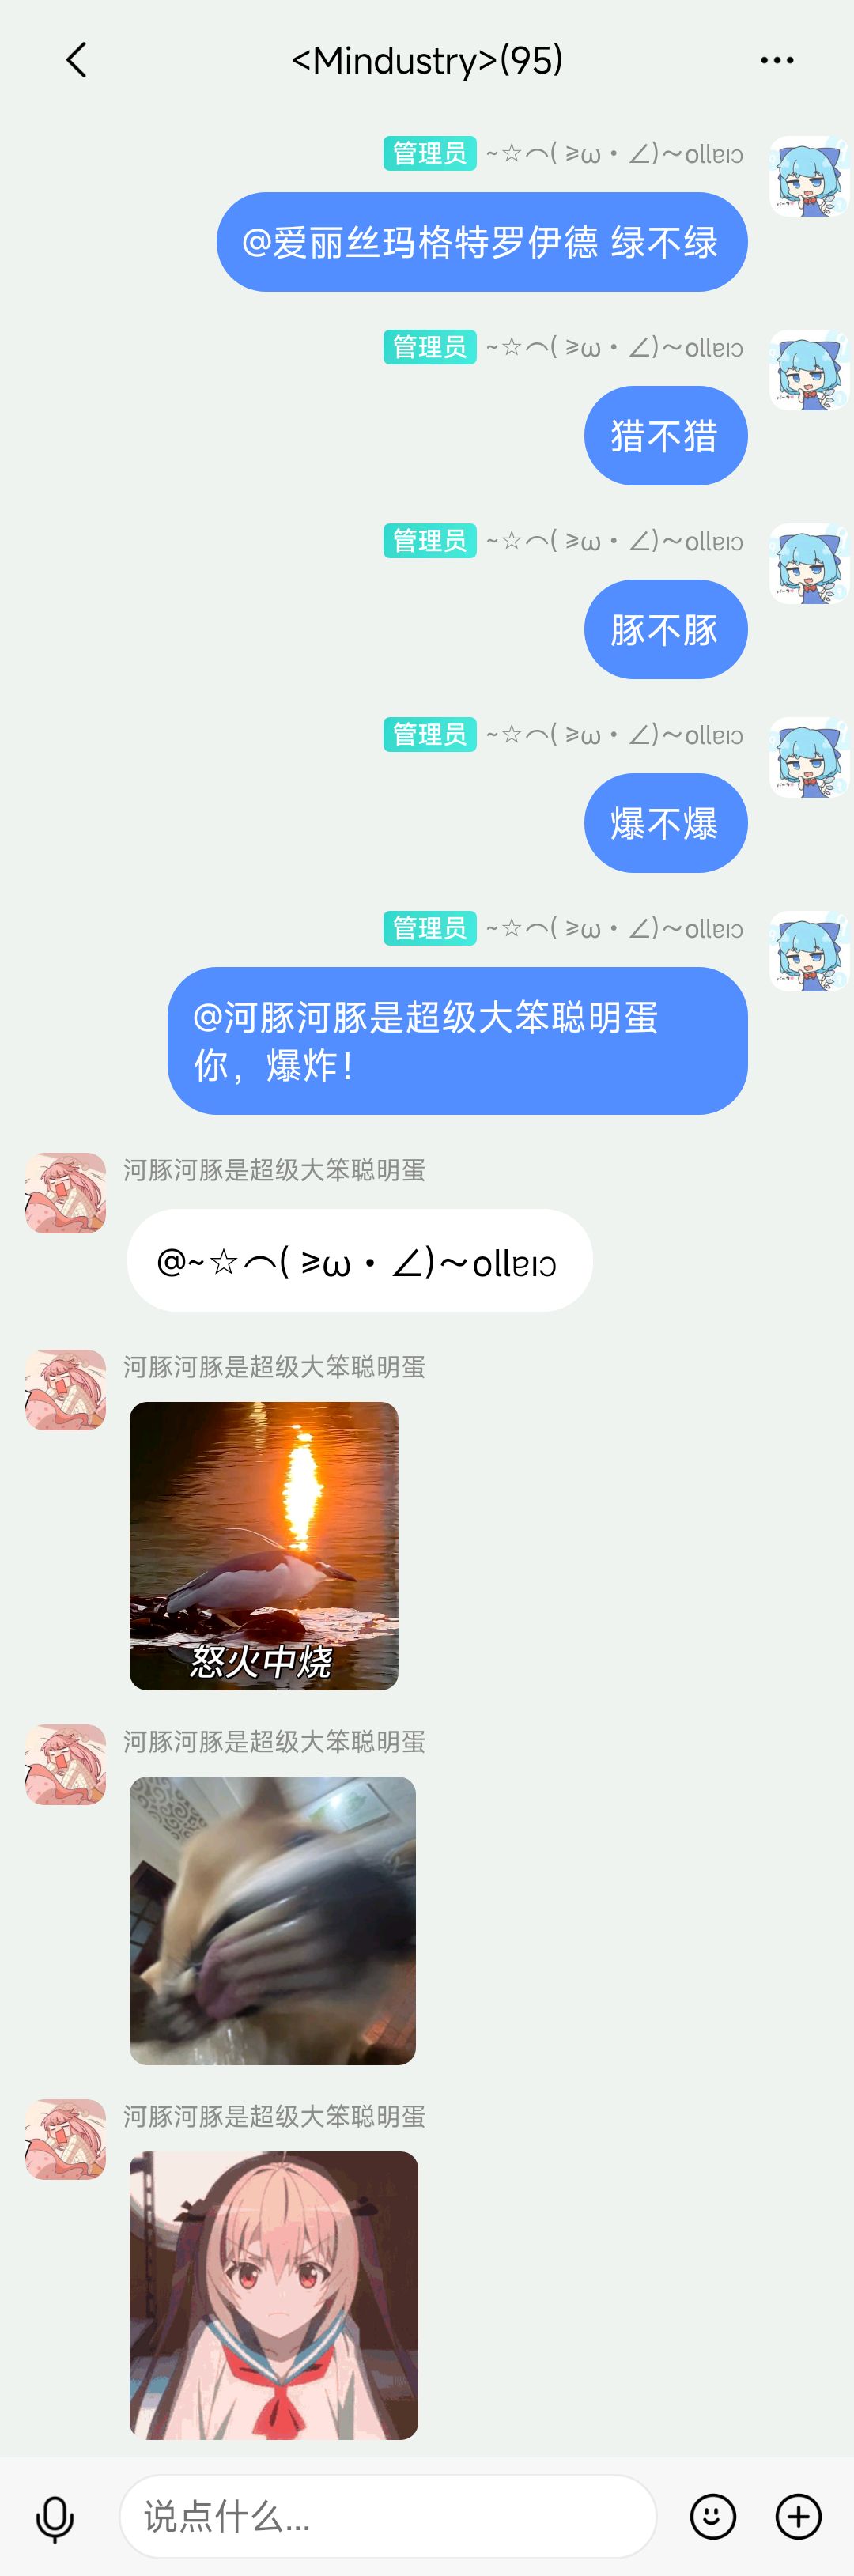 <Mindustry>(95)
管理员 ~☆⌒( ≥ω・∠)～ollɐıɔ
@爱丽丝玛格特罗伊德 绿不绿
管理员 ~☆⌒( ≥ω・∠)～ollɐıɔ
猎不猎
管理员 ~☆⌒( ≥ω・∠)～ollɐıɔ
豚不豚
管理员 ~☆⌒( ≥ω・∠)～ollɐıɔ
爆不爆
管理员 ~☆⌒( ≥ω・∠)～ollɐıɔ
@河豚河豚是超级大笨聪明蛋
你，爆炸！
河豚河豚是超级大笨聪明蛋
@~☆⌒( ≥ω・∠)～ollɐıɔ
河豚河豚是超级大笨聪明蛋
怒火中烧
河豚河豚是超级大笨聪明蛋
河豚河豚是超级大笨聪明蛋
说点什么...